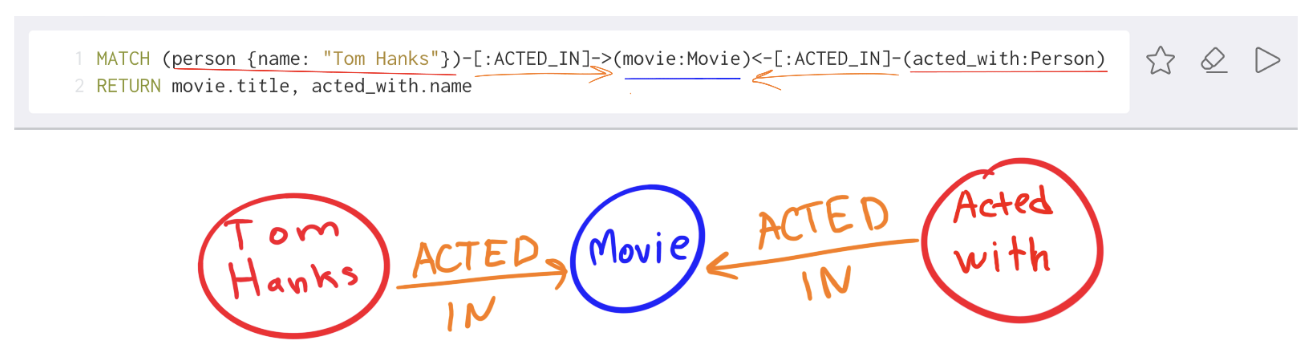 1 MATCH (person {name: "Tom Hanks"})-[:ACTED_IN]->(movie:Movie)<-[:ACTED_IN]-(acted_with:Person)
2 RETURN movie.title, acted_with.name
Tom
Hanks
ACTED
IN
Movie
ACTED
IN
Acted
with